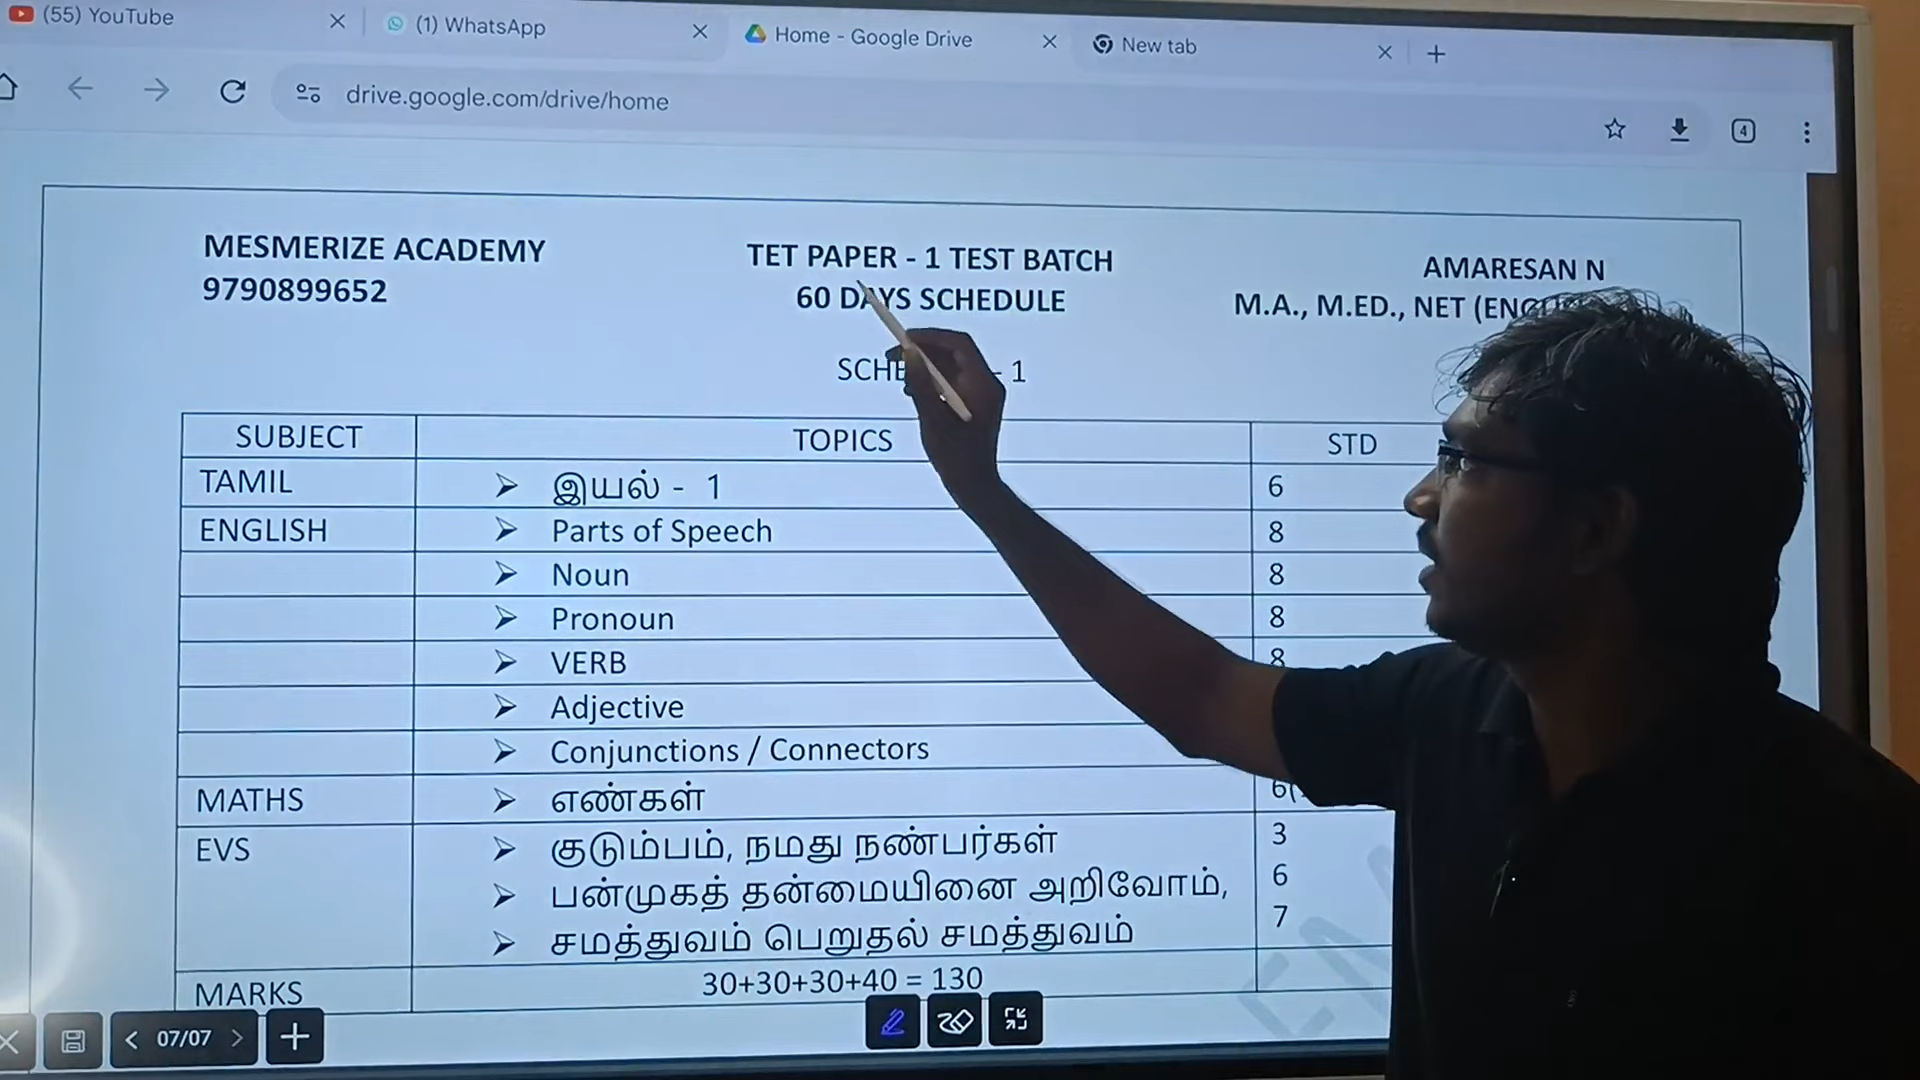 (55) YouTube
(1) WhatsApp
Home - Google Drive
New tab
drive.google.com/drive/home
4
MESMERIZE ACADEMY
9790899652
TET PAPER - 1 TEST BATCH
60 DAYS SCHEDULE
AMARESAN N
M.A., M.ED., NET
- 1
SUBJECT TOPICS STD
TAMIL ➢ இயல் - 1 6
ENGLISH ➢ Parts of Speech 8
➢ Noun 8
➢ Pronoun 8
➢ VERB 8
➢ Adjective
➢ Conjunctions / Connectors
MATHS ➢ எண்கள் 6(
EVS ➢ குடும்பம், நமது நண்பர்கள் 3
➢ பன்முகத் தன்மையினை அறிவோம், 6
➢ சமத்துவம் பெறுதல் சமத்துவம் 7
MARKS 30+30+30+40 = 130
07/07